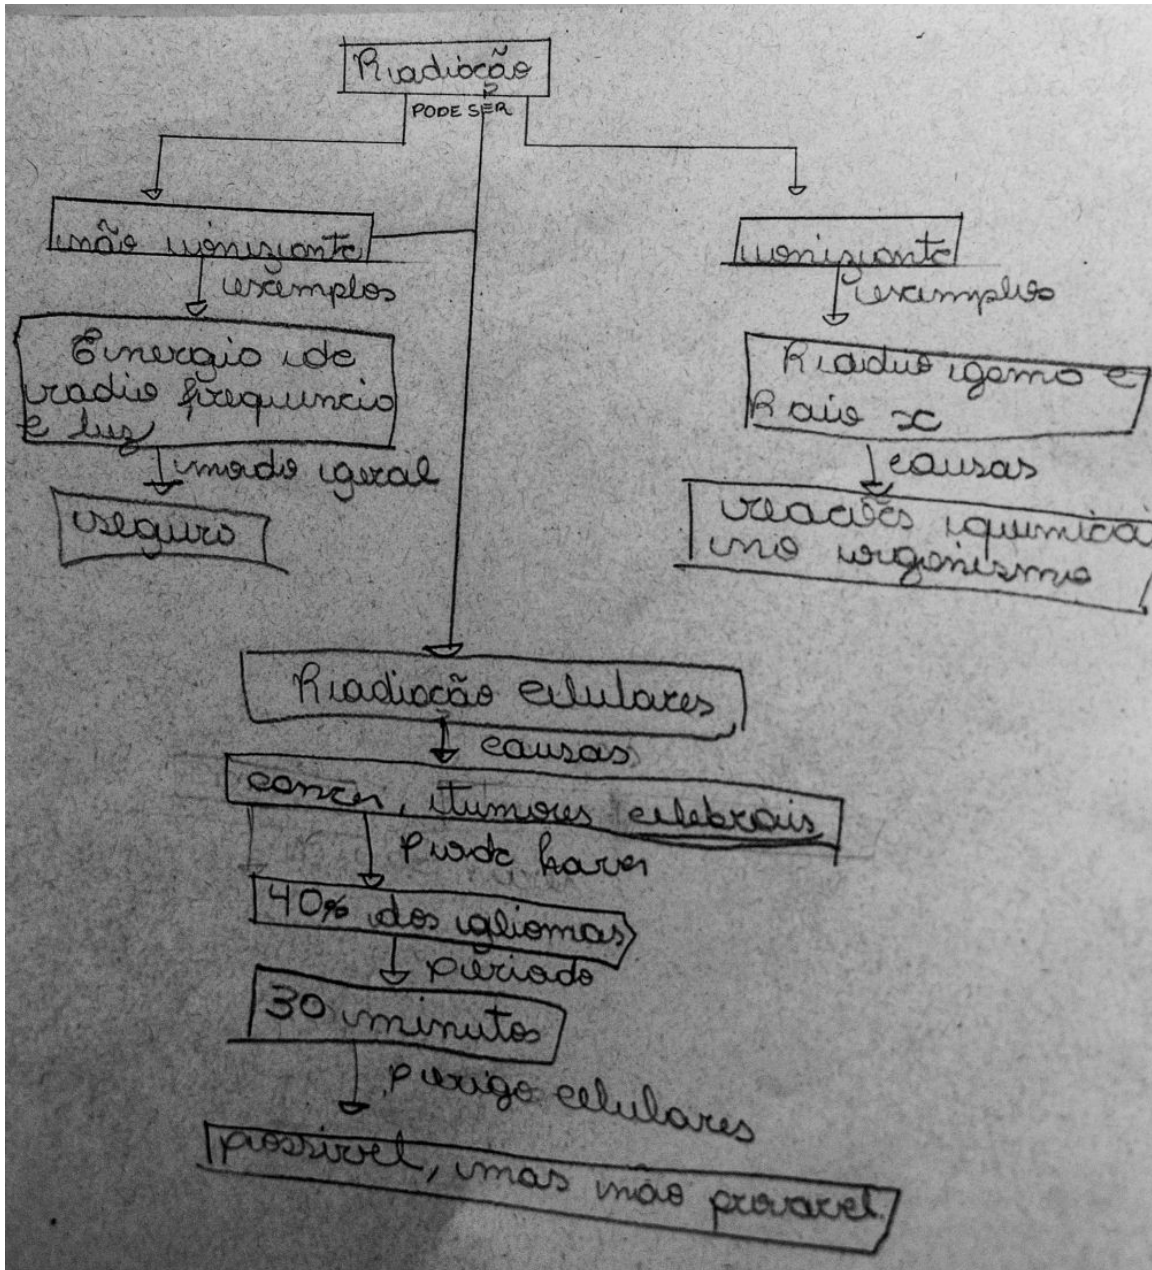 Radiação
PODE SER
não ionizante
ionizante
exemplos
exemplos
Energia de
radio frequencia
e luz
Radio gama e
Raio x
modo geral
causas
seguro
reações quimica
no organismo
Radiação celulares
causas
cancer, tumores celebrais
Pode haver
40% dos gliomas
periodo
30 minutos
perigo celulares
possivel, mas não provavel